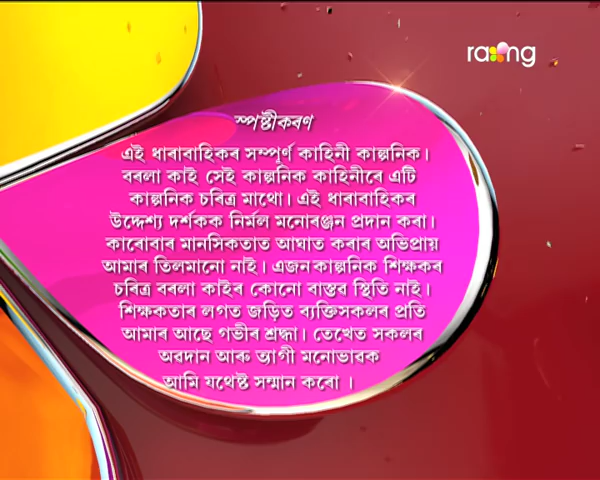 rang
স্পষ্টীকৰণ
এই ধাৰাবাহিকৰ সম্পূৰ্ণ কাহিনী কাল্পনিক।
বৰলা কাই সেই কাল্পনিক কাহিনীৰে এটি
কাল্পনিক চৰিত্ৰ মাথো। এই ধাৰাবাহিকৰ
উদ্দেশ্য দৰ্শকক নিৰ্মল মনোৰঞ্জন প্ৰদান কৰা।
কাৰোবাৰ মানসিকতাত আঘাত কৰাৰ অভিপ্ৰায়
আমাৰ তিলমানো নাই। এজন কাল্পনিক শিক্ষকৰ
চৰিত্ৰ বৰলা কাইৰ কোনো বাস্তৱ স্থিতি নাই।
শিক্ষকতাৰ লগত জড়িত ব্যক্তিসকলৰ প্ৰতি
আমাৰ আছে গভীৰ শ্ৰদ্ধা। তেখেত সকলৰ
অৱদান আৰু ত্যাগী মনোভাৱক
আমি যথেষ্ট সন্মান কৰো ।